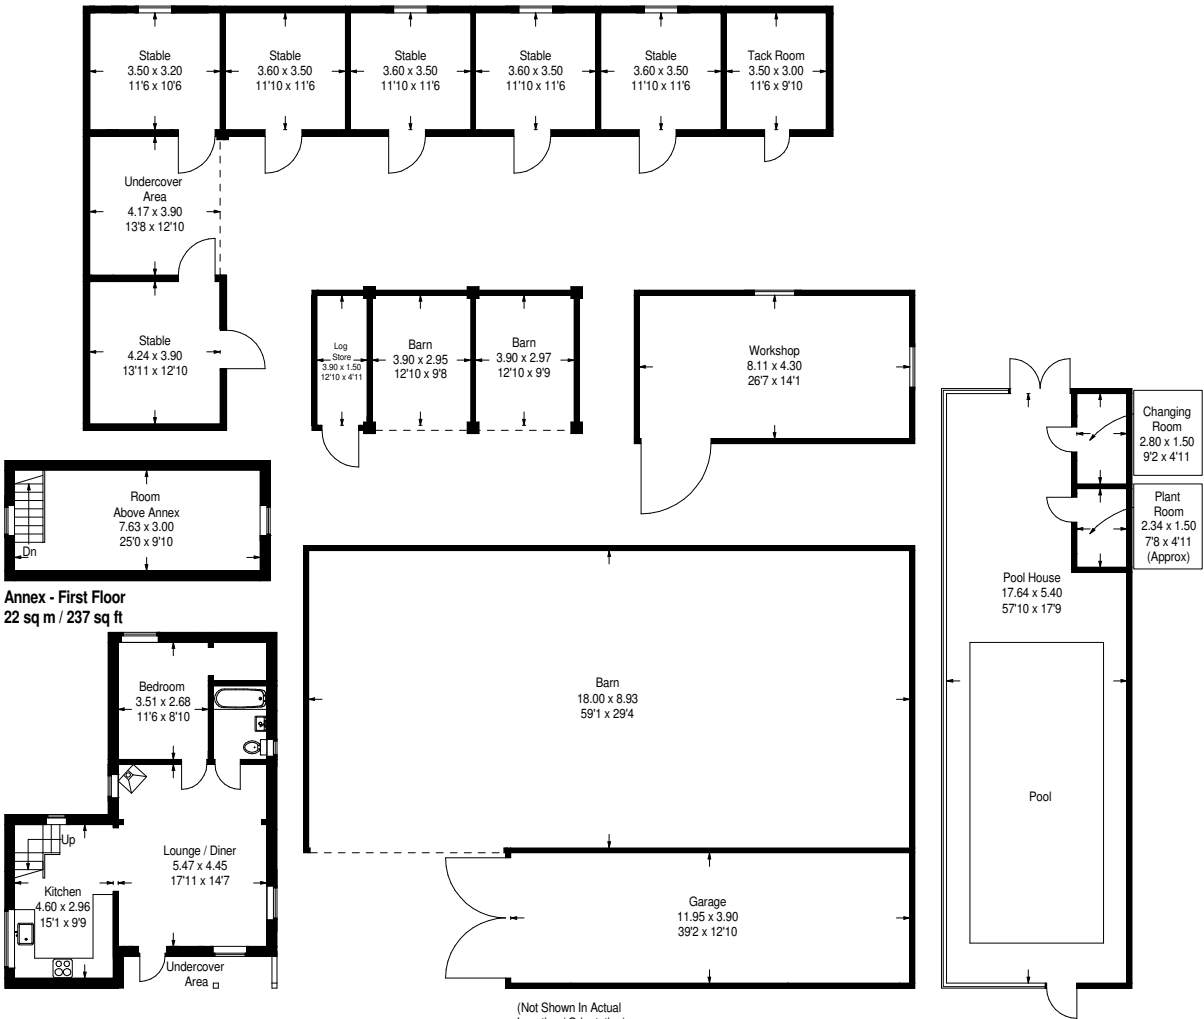 Stable
3.50 x 3.20
11'6 x 10'6
Stable
3.60 x 3.50
11'10 x 11'6
Stable
3.60 x 3.50
11'10 x 11'6
Stable
3.60 x 3.50
11'10 x 11'6
Stable
3.60 x 3.50
11'10 x 11'6
Tack Room
3.50 x 3.00
11'6 x 9'10
Undercover
Area
4.17 x 3.90
13'8 x 12'10
Stable
4.24 x 3.90
13'11 x 12'10
Log
Store
3.90 x 1.50
12'10 x 4'11
Barn
3.90 x 2.95
12'10 x 9'8
Barn
3.90 x 2.97
12'10 x 9'9
Workshop
8.11 x 4.30
26'7 x 14'1
Changing
Room
2.80 x 1.50
9'2 x 4'11
Plant
Room
2.34 x 1.50
7'8 x 4'11
(Approx)
Pool House
17.64 x 5.40
57'10 x 17'9
Pool
Room
Above Annex
7.63 x 3.00
25'0 x 9'10
Dn
Annex - First Floor
22 sq m / 237 sq ft
Bedroom
3.51 x 2.68
11'6 x 8'10
Up
Lounge / Diner
5.47 x 4.45
17'11 x 14'7
Kitchen
4.60 x 2.96
15'1 x 9'9
Undercover
Area
Barn
18.00 x 8.93
59'1 x 29'4
Garage
11.95 x 3.90
39'2 x 12'10
(Not Shown In Actual